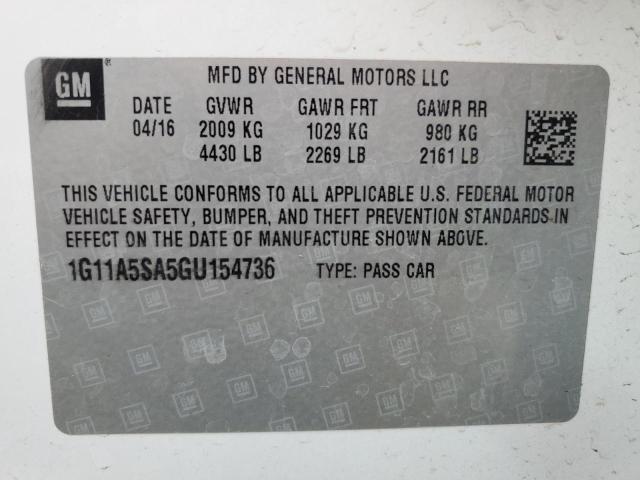 GM ®
MFD BY GENERAL MOTORS LLC
DATE GVWR GAWR FRT GAWR RR
04/16 2009 KG 1029 KG 980 KG
4430 LB 2269 LB 2161 LB
THIS VEHICLE CONFORMS TO ALL APPLICABLE U.S. FEDERAL MOTOR
VEHICLE SAFETY, BUMPER, AND THEFT PREVENTION STANDARDS IN
EFFECT ON THE DATE OF MANUFACTURE SHOWN ABOVE.
1G11A5SA5GU154736 TYPE: PASS CAR